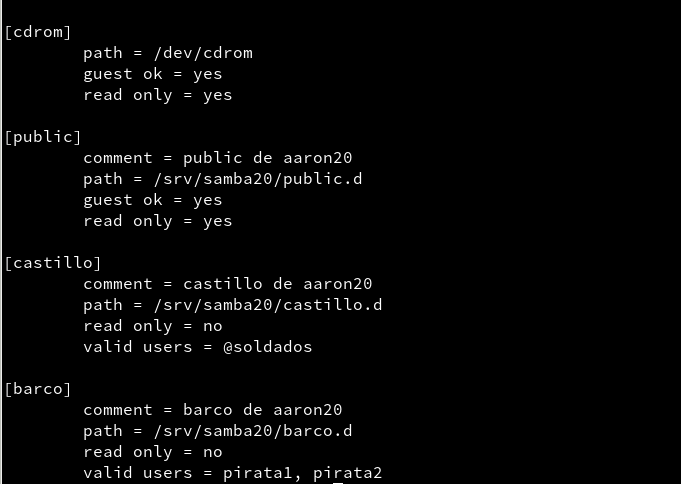 [cdrom]
path = /dev/cdrom
guest ok = yes
read only = yes
[public]
comment = public de aaron20
path = /srv/samba20/public.d
guest ok = yes
read only = yes
[castillo]
comment = castillo de aaron20
path = /srv/samba20/castillo.d
read only = no
valid users = @soldados
[barco]
comment = barco de aaron20
path = /srv/samba20/barco.d
read only = no
valid users = pirata1, pirata2